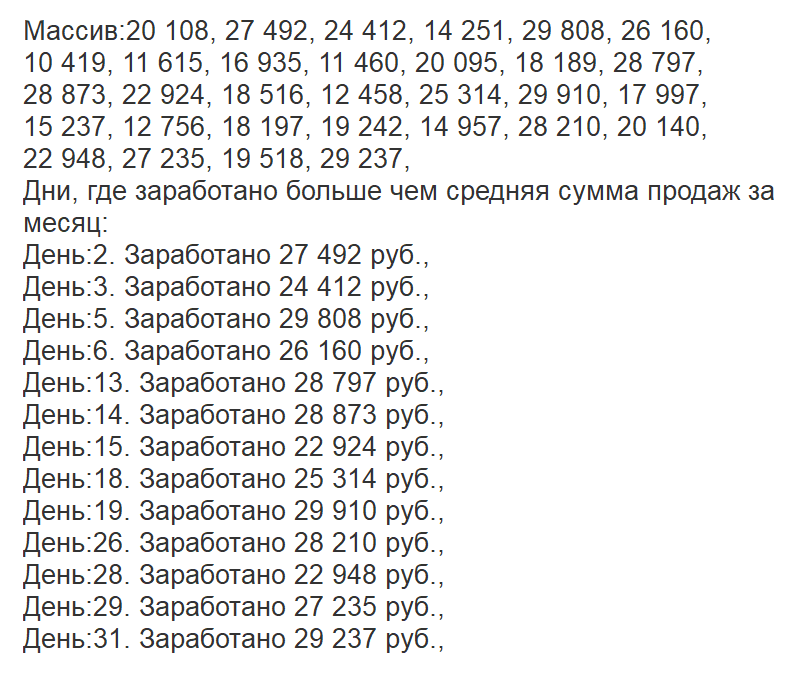 Массив:20 108, 27 492, 24 412, 14 251, 29 808, 26 160,
10 419, 11 615, 16 935, 11 460, 20 095, 18 189, 28 797,
28 873, 22 924, 18 516, 12 458, 25 314, 29 910, 17 997,
15 237, 12 756, 18 197, 19 242, 14 957, 28 210, 20 140,
22 948, 27 235, 19 518, 29 237,
Дни, где заработано больше чем средняя сумма продаж за
месяц:
День:2. Заработано 27 492 руб.,
День:3. Заработано 24 412 руб.,
День:5. Заработано 29 808 руб.,
День:6. Заработано 26 160 руб.,
День:13. Заработано 28 797 руб.,
День:14. Заработано 28 873 руб.,
День:15. Заработано 22 924 руб.,
День:18. Заработано 25 314 руб.,
День:19. Заработано 29 910 руб.,
День:26. Заработано 28 210 руб.,
День:28. Заработано 22 948 руб.,
День:29. Заработано 27 235 руб.,
День:31. Заработано 29 237 руб.,